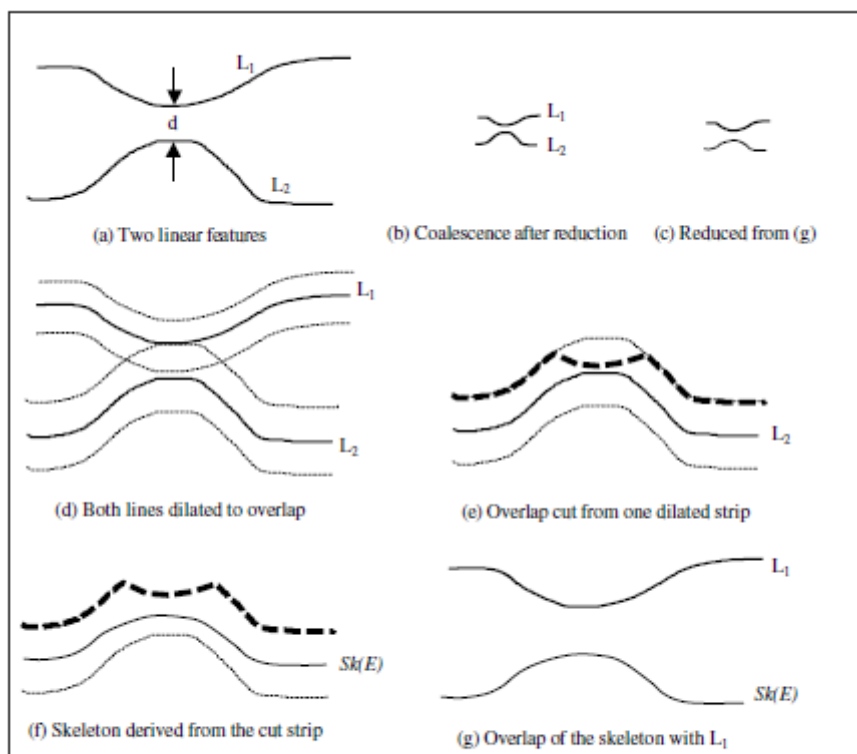 L₁
d
L₂
(a) Two linear features
L₁
L₂
(b) Coalescence after reduction
(c) Reduced from (g)
L₁
L₂
(d) Both lines dilated to overlap
L₂
(e) Overlap cut from one dilated strip
Sk(E)
(f) Skeleton derived from the cut strip
L₁
Sk(E)
(g) Overlap of the skeleton with L₁